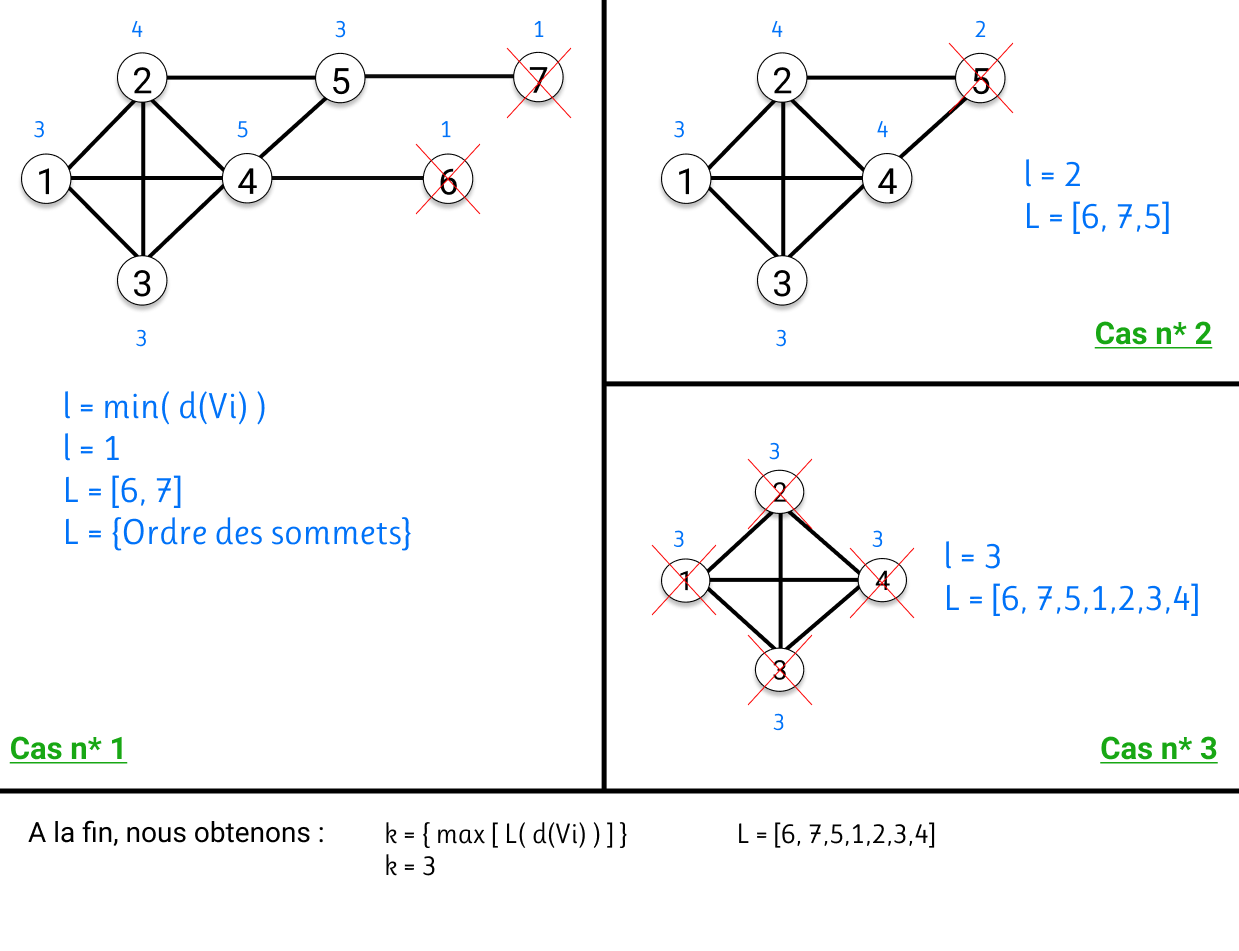 4
3
1
2
5
7
3
5
1
1
4
6
3
3
l = min( d(Vi) )
l = 1
L = [6, 7]
L = {Ordre des sommets}
Cas n* 1
4
2
2
5
3
4
1
4
3
3
l = 2
L = [6, 7,5]
Cas n* 2
3
2
3
3
1
4
3
3
l = 3
L = [6, 7,5,1,2,3,4]
Cas n* 3
A la fin, nous obtenons :
k = { max [ L( d(Vi) ) ] }
k = 3
L = [6, 7,5,1,2,3,4]